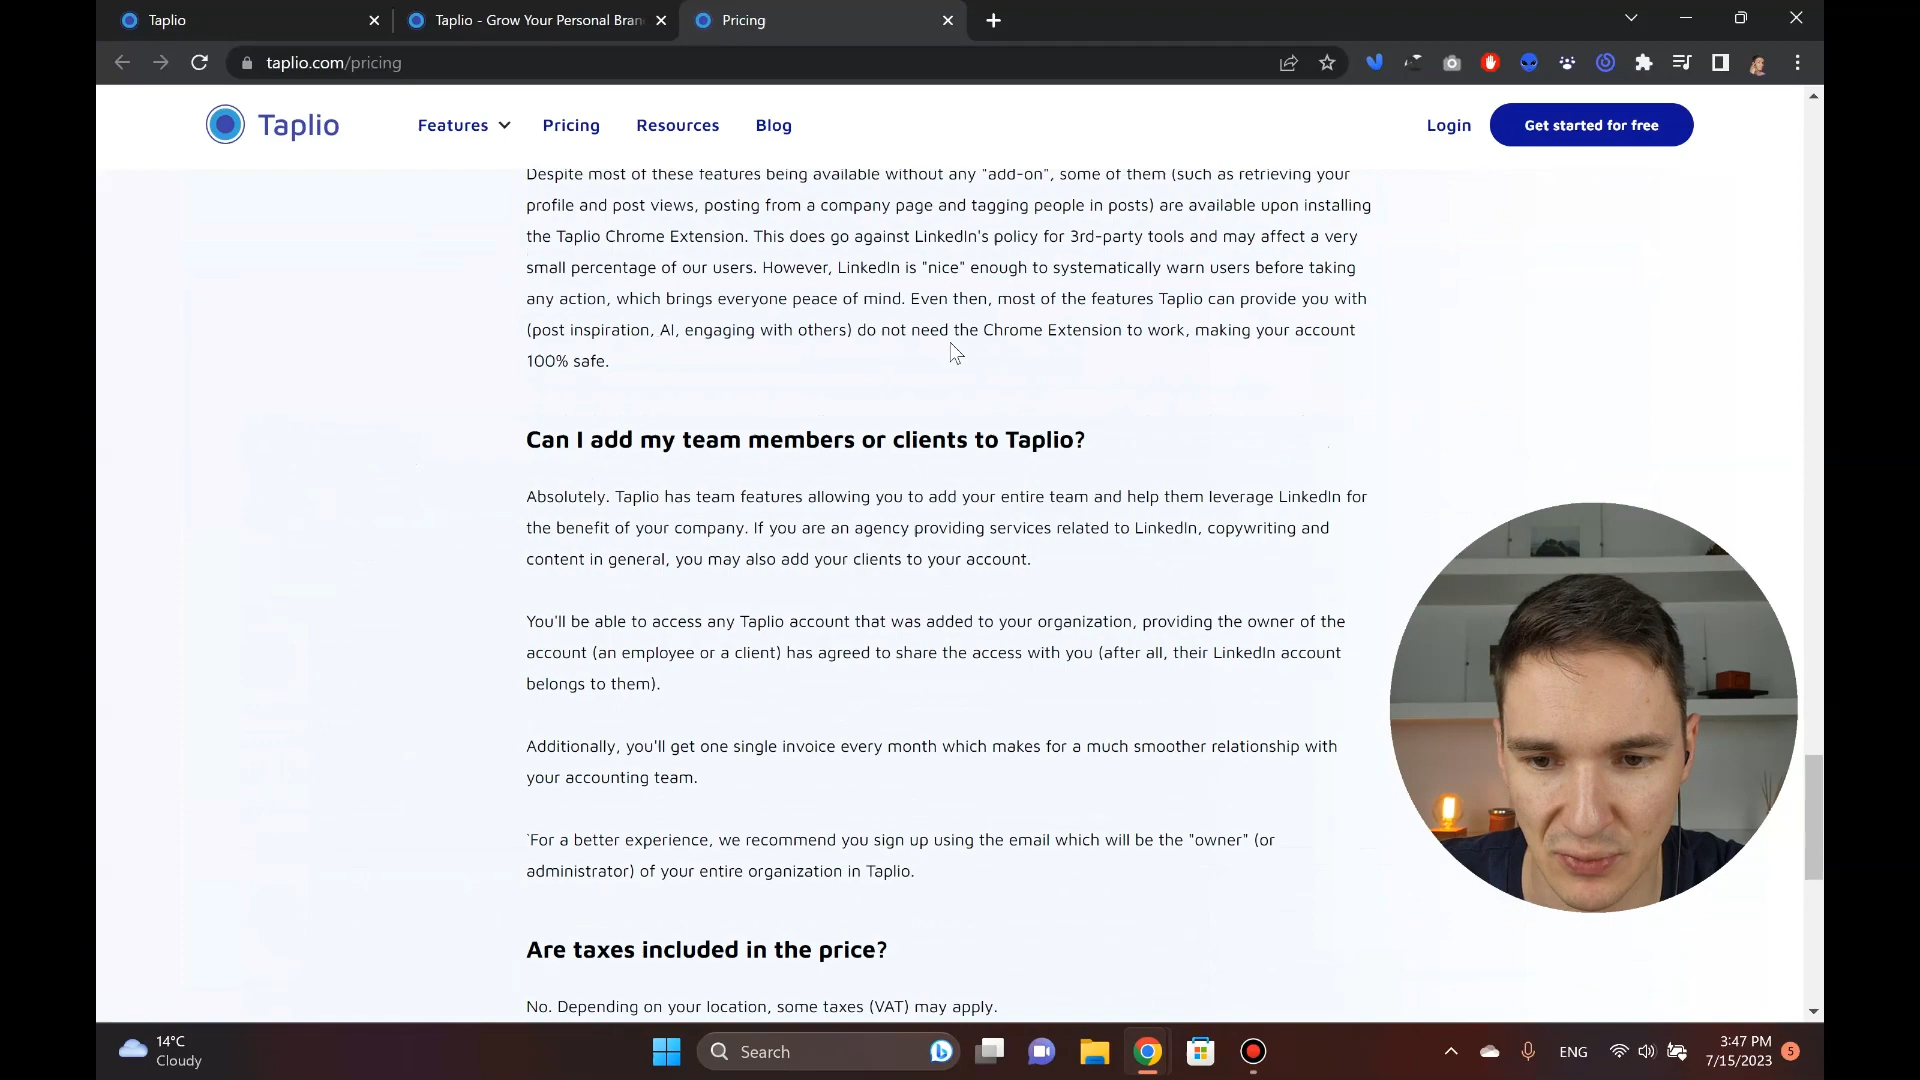 Taplio
Taplio - Grow Your Personal Bran
Pricing
taplio.com/pricing
Taplio
Features
Pricing
Resources
Blog
Login
Get started for free
Despite most of these features being available without any "add-on", some of them (such as retrieving your
profile and post views, posting from a company page and tagging people in posts) are available upon installing
the Taplio Chrome Extension. This does go against LinkedIn's policy for 3rd-party tools and may affect a very
small percentage of our users. However, LinkedIn is "nice" enough to systematically warn users before taking
any action, which brings everyone peace of mind. Even then, most of the features Taplio can provide you with
(post inspiration, AI, engaging with others) do not need the Chrome Extension to work, making your account
100% safe.
Can I add my team members or clients to Taplio?
Absolutely. Taplio has team features allowing you to add your entire team and help them leverage LinkedIn for
the benefit of your company. If you are an agency providing services related to LinkedIn, copywriting and
content in general, you may also add your clients to your account.
You'll be able to access any Taplio account that was added to your organization, providing the owner of the
account (an employee or a client) has agreed to share the access with you (after all, their LinkedIn account
belongs to them).
Additionally, you'll get one single invoice every month which makes for a much smoother relationship with
your accounting team.
`For a better experience, we recommend you sign up using the email which will be the "owner" (or
administrator) of your entire organization in Taplio.
Are taxes included in the price?
No. Depending on your location, some taxes (VAT) may apply.
14°C
Cloudy
Search
ENG
3:47 PM
7/15/2023
5